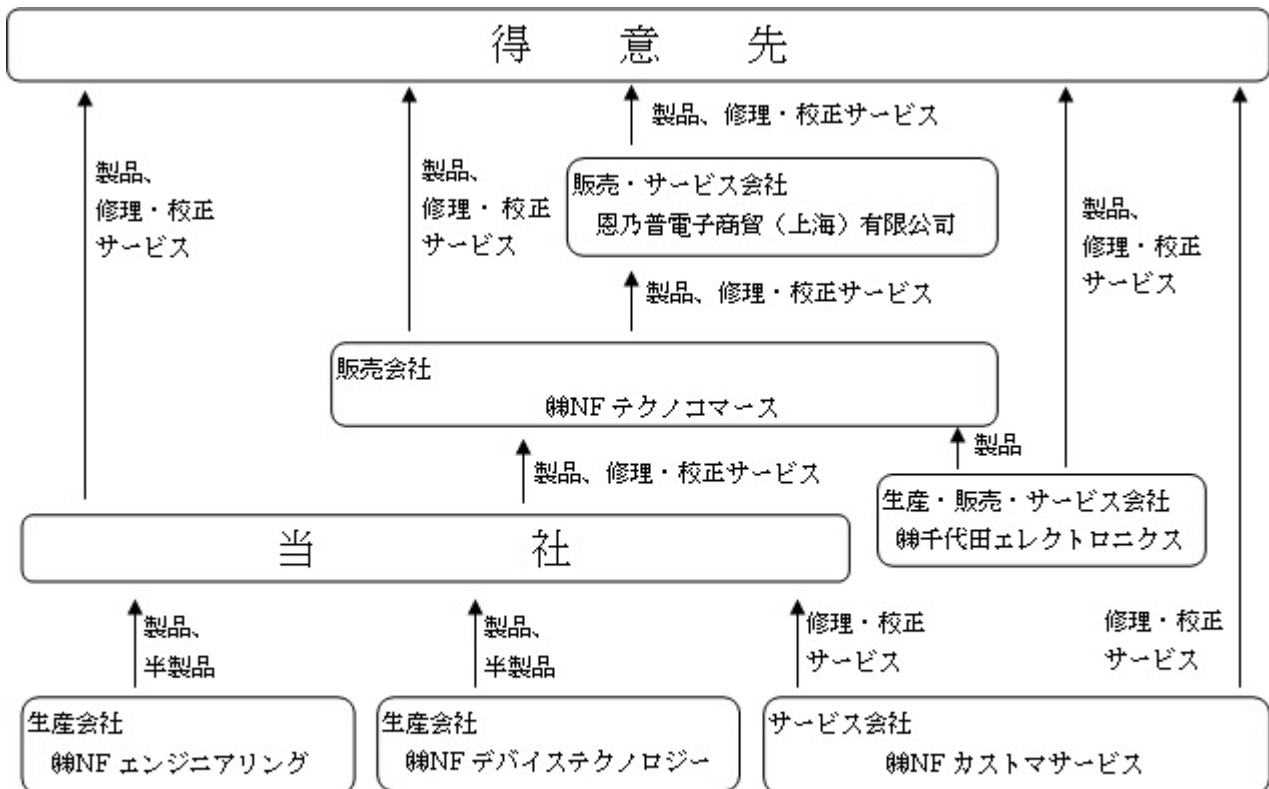 得意先
製品、修理・校正サービス
製品、
修理・校正
サービス
製品、
修理・校正
サービス
販売・サービス会社
恩乃普電子商貿（上海）有限公司
製品、
修理・校正
サービス
製品、修理・校正サービス
販売会社
㈱NFテクノコマース
製品
製品、修理・校正サービス
生産・販売・サービス会社
㈱千代田エレクトロニクス
当社
製品、
半製品
製品、
半製品
修理・校正
サービス
修理・校正
サービス
生産会社
㈱NFエンジニアリング
生産会社
㈱NFデバイステクノロジー
サービス会社
㈱NFカストマサービス